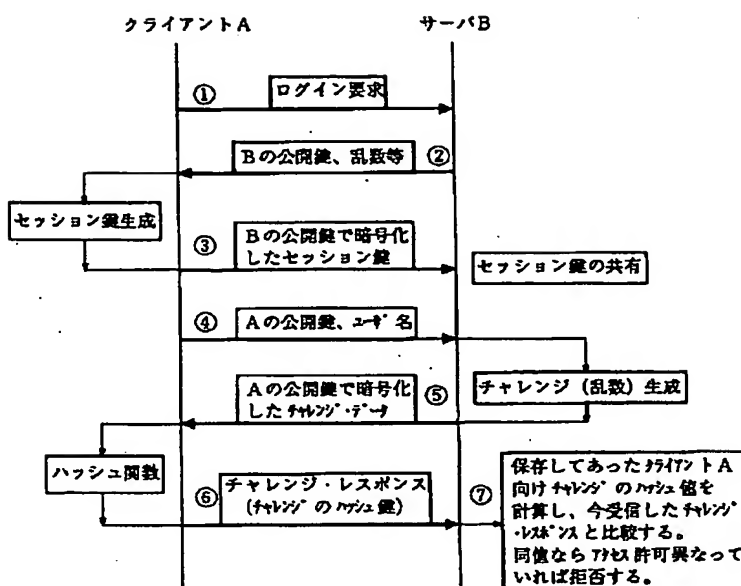 クライアントA
サーバB
①
ログイン要求
Bの公開鍵、乱数等
②
セッション鍵生成
③
Bの公開鍵で暗号化
したセッション鍵
セッション鍵の共有
④
Aの公開鍵、ユーザ名
チャレンジ(乱数)生成
Aの公開鍵で暗号化
したチャレンジ・データ
⑤
ハッシュ関数
⑥
チャレンジ・レスポンス
(チャレンジのハッシュ鍵)
⑦
保存してあったクライアントA
向けチャレンジのハッシュ値を
計算し、今受信したチャレンジ
・レスポンスと比較する。
同値ならアクセス許可異なって
いれば拒否する。